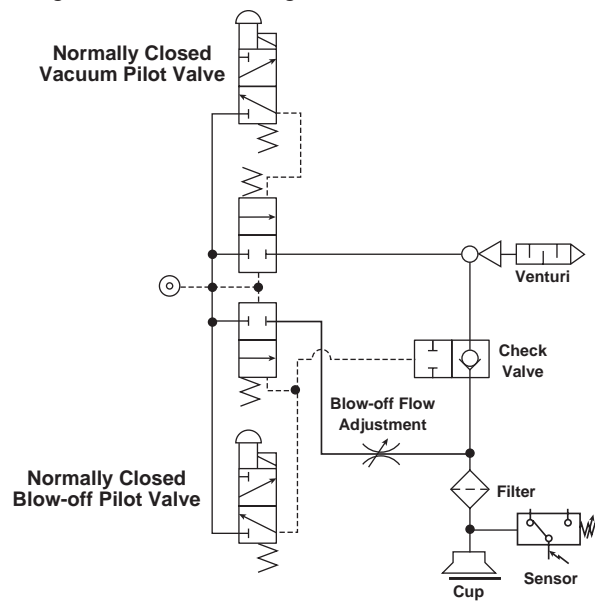 Normally Closed
Vacuum Pilot Valve
Venturi
Check
Valve
Blow-off Flow
Adjustment
Normally Closed
Blow-off Pilot Valve
Filter
Sensor
Cup